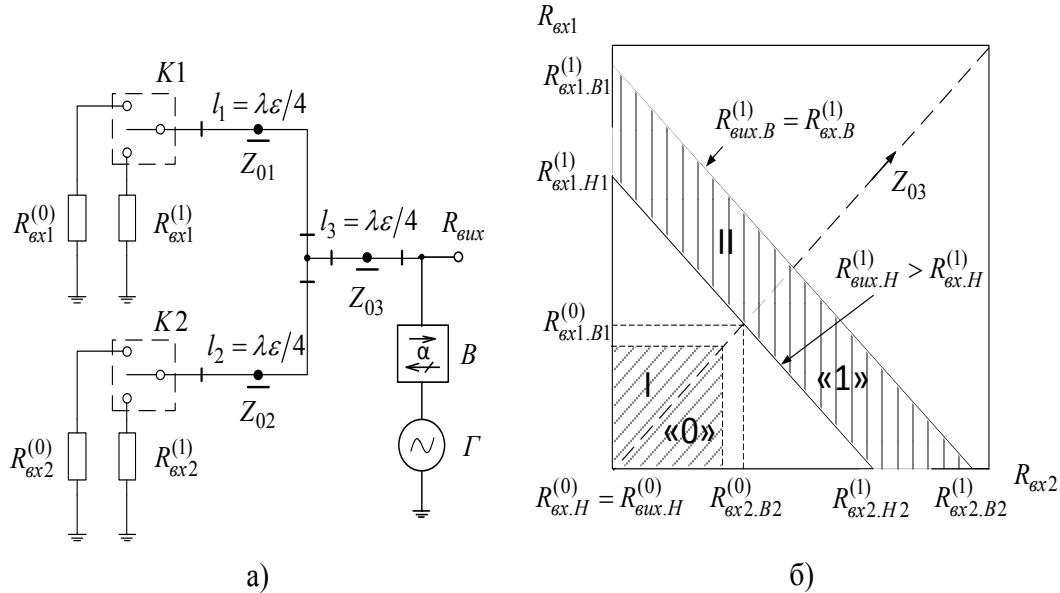 K1
l₁ = λε/4
Z₀₁
R⁽⁰⁾вх1
R⁽¹⁾вх1
l₃ = λε/4
Rвих
Z₀₃
K2
l₂ = λε/4
Z₀₂
α
В
R⁽⁰⁾вх2
R⁽¹⁾вх2
Г
а)
Rвх1
R⁽¹⁾вх1.В1
R⁽¹⁾вих.В = R⁽¹⁾вх.В
Z₀₃
R⁽¹⁾вх1.Н1
II
R⁽¹⁾вих.Н > R⁽¹⁾вх.Н
R⁽⁰⁾вх1.В1
I
«1»
«0»
Rвх2
R⁽⁰⁾вх.Н = R⁽⁰⁾вих.Н
R⁽⁰⁾вх2.В2
R⁽¹⁾вх2.Н2
R⁽¹⁾вх2.В2
б)